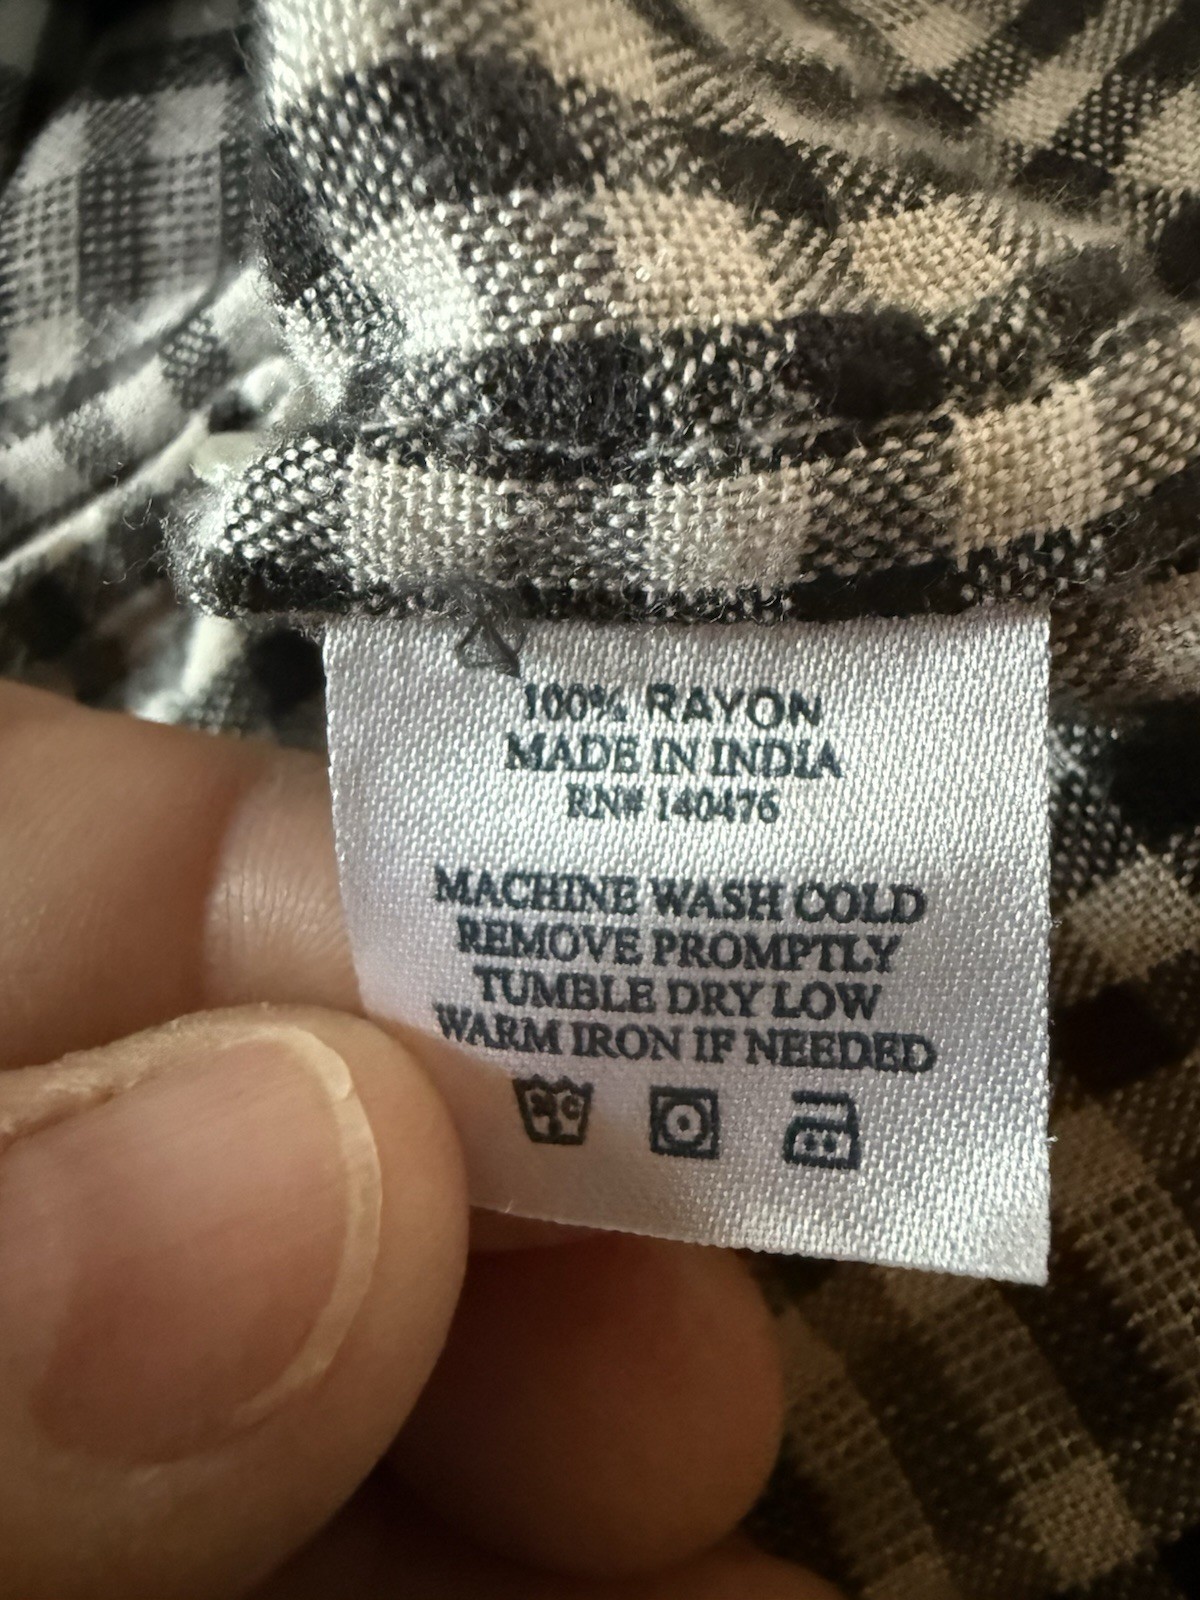 100% RAYON
MADE IN INDIA
RN# 140476
MACHINE WASH COLD
REMOVE PROMPTLY
TUMBLE DRY LOW
WARM IRON IF NEEDED